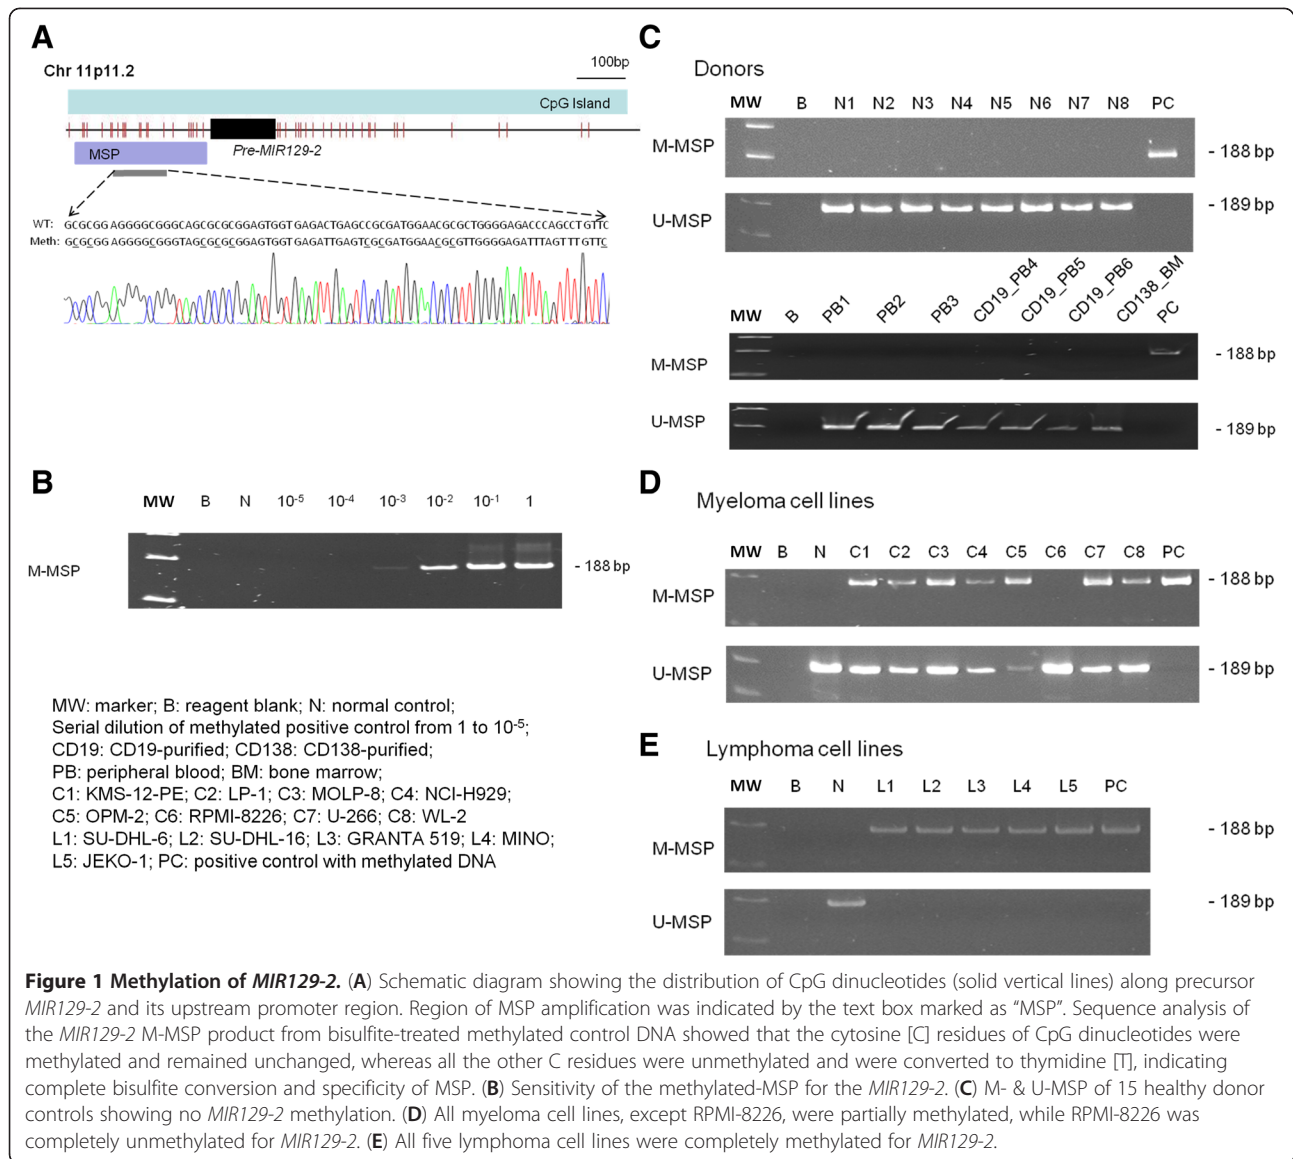 A
Chr 11p11.2
100bp
CpG Island
MSP
Pre-MIR129-2
WT: GCGCGG AGGGGCGGGCAGCGCGCGGAGTGGTGAGACTGAGCCGCGATGGAACGCGCTGGGGAGACCCAGCCTGTTC
Meth: GCGCGG AGGGGCGGGTAGCGCGCGGAGTGGTGAGATTGAGTCGCGATGGAACGCGTTGGGGAGATTTAGTTTGTTC
B
MW B N 10-5 10-4 10-3 10-2 10-1 1
M-MSP
- 188 bp
MW: marker; B: reagent blank; N: normal control;
Serial dilution of methylated positive control from 1 to 10-5;
CD19: CD19-purified; CD138: CD138-purified;
PB: peripheral blood; BM: bone marrow;
C1: KMS-12-PE; C2: LP-1; C3: MOLP-8; C4: NCI-H929;
C5: OPM-2; C6: RPMI-8226; C7: U-266; C8: WL-2
L1: SU-DHL-6; L2: SU-DHL-16; L3: GRANTA 519; L4: MINO;
L5: JEKO-1; PC: positive control with methylated DNA
C
Donors
MW B N1 N2 N3 N4 N5 N6 N7 N8 PC
M-MSP
- 188 bp
U-MSP
- 189 bp
MW B PB1 PB2 PB3 CD19_PB4 CD19_PB5 CD19_PB6 CD138_BM PC
M-MSP
- 188 bp
U-MSP
- 189 bp
D
Myeloma cell lines
MW B N C1 C2 C3 C4 C5 C6 C7 C8 PC
M-MSP
- 188 bp
U-MSP
- 189 bp
E
Lymphoma cell lines
MW B N L1 L2 L3 L4 L5 PC
M-MSP
- 188 bp
U-MSP
- 189 bp
Figure 1 Methylation of MIR129-2. (A) Schematic diagram showing the distribution of CpG dinucleotides (solid vertical lines) along precursor
MIR129-2 and its upstream promoter region. Region of MSP amplification was indicated by the text box marked as "MSP". Sequence analysis of
the MIR129-2 M-MSP product from bisulfite-treated methylated control DNA showed that the cytosine [C] residues of CpG dinucleotides were
methylated and remained unchanged, whereas all the other C residues were unmethylated and were converted to thymidine [T], indicating
complete bisulfite conversion and specificity of MSP. (B) Sensitivity of the methylated-MSP for the MIR129-2. (C) M- & U-MSP of 15 healthy donor
controls showing no MIR129-2 methylation. (D) All myeloma cell lines, except RPMI-8226, were partially methylated, while RPMI-8226 was
completely unmethylated for MIR129-2. (E) All five lymphoma cell lines were completely methylated for MIR129-2.